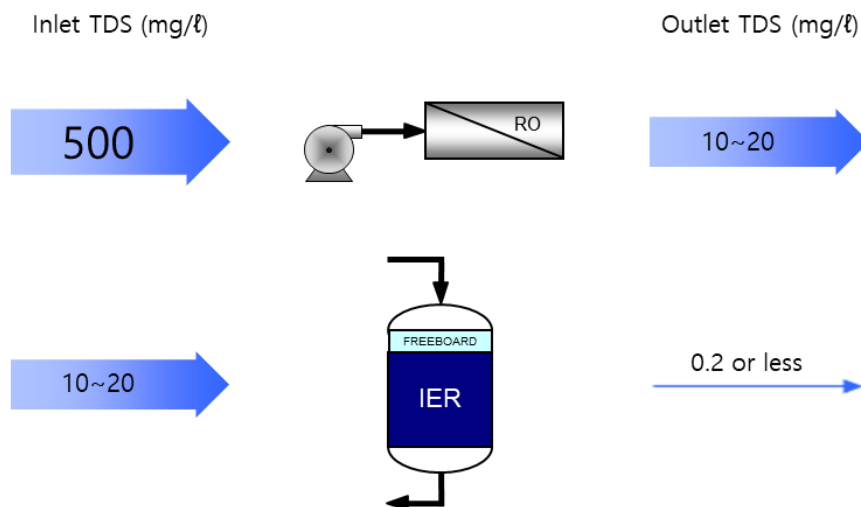 Inlet TDS (mg/ℓ)
Outlet TDS (mg/ℓ)
500
RO
10~20
FREEBOARD
10~20
IER
0.2 or less